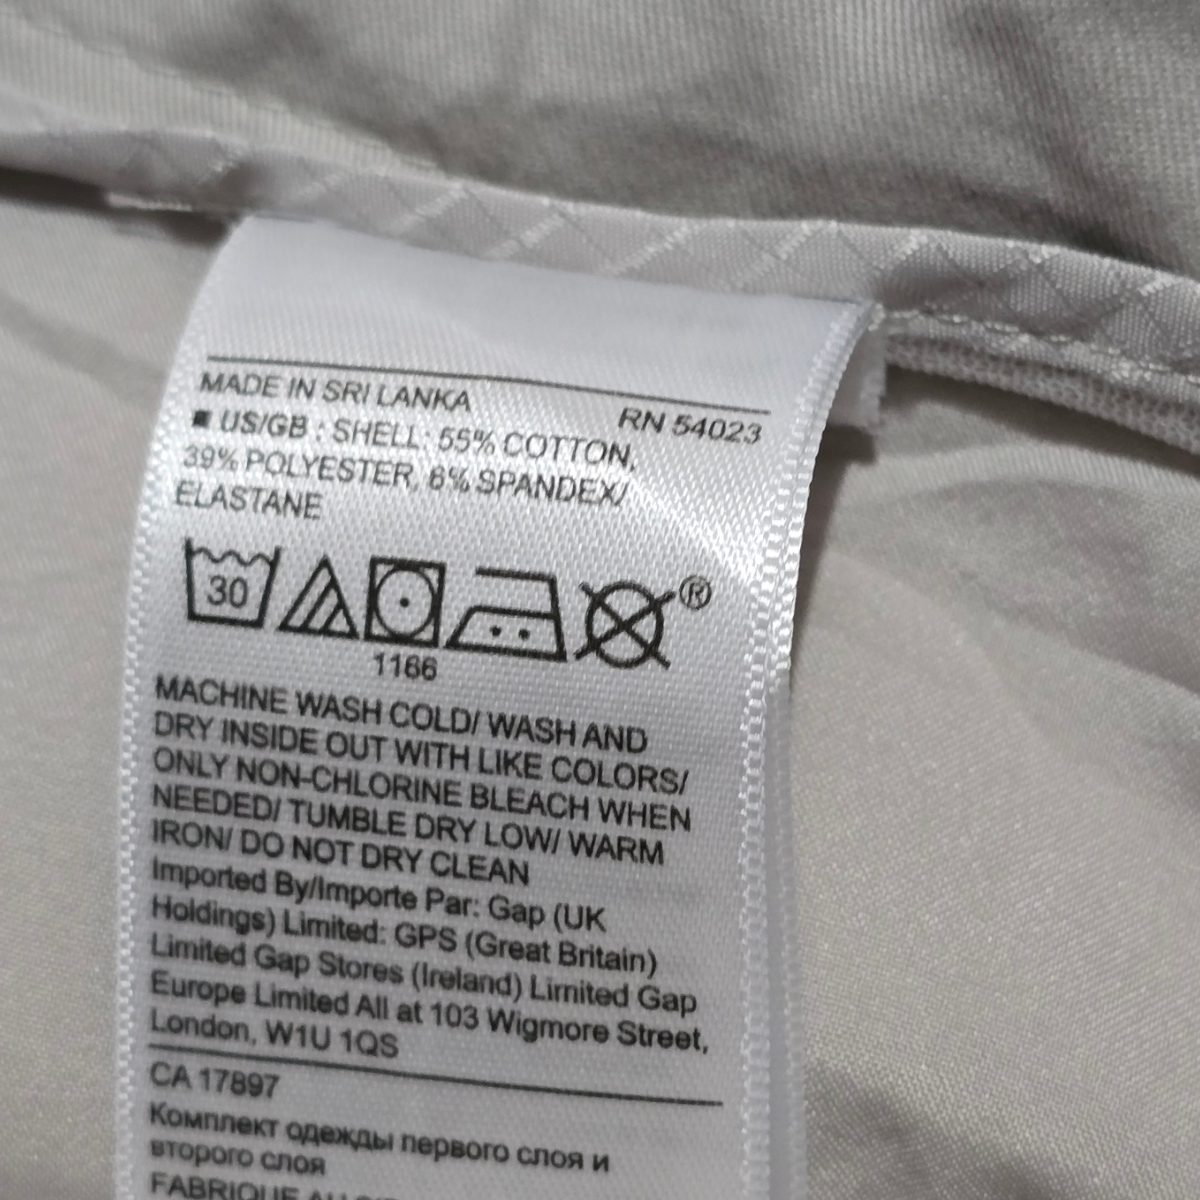 MADE IN SRI LANKA
RN 54023
■ US/GB : SHELL: 55% COTTON,
39% POLYESTER, 6% SPANDEX/
ELASTANE
30
®
1166
MACHINE WASH COLD/ WASH AND
DRY INSIDE OUT WITH LIKE COLORS/
ONLY NON-CHLORINE BLEACH WHEN
NEEDED/ TUMBLE DRY LOW/ WARM
IRON/ DO NOT DRY CLEAN
Imported By/Importe Par: Gap (UK
Holdings) Limited: GPS (Great Britain)
Limited Gap Stores (Ireland) Limited Gap
Europe Limited All at 103 Wigmore Street,
London, W1U 1QS
CA 17897
Комплект одежды первого слоя и
второго слоя
FABRIQUE AU